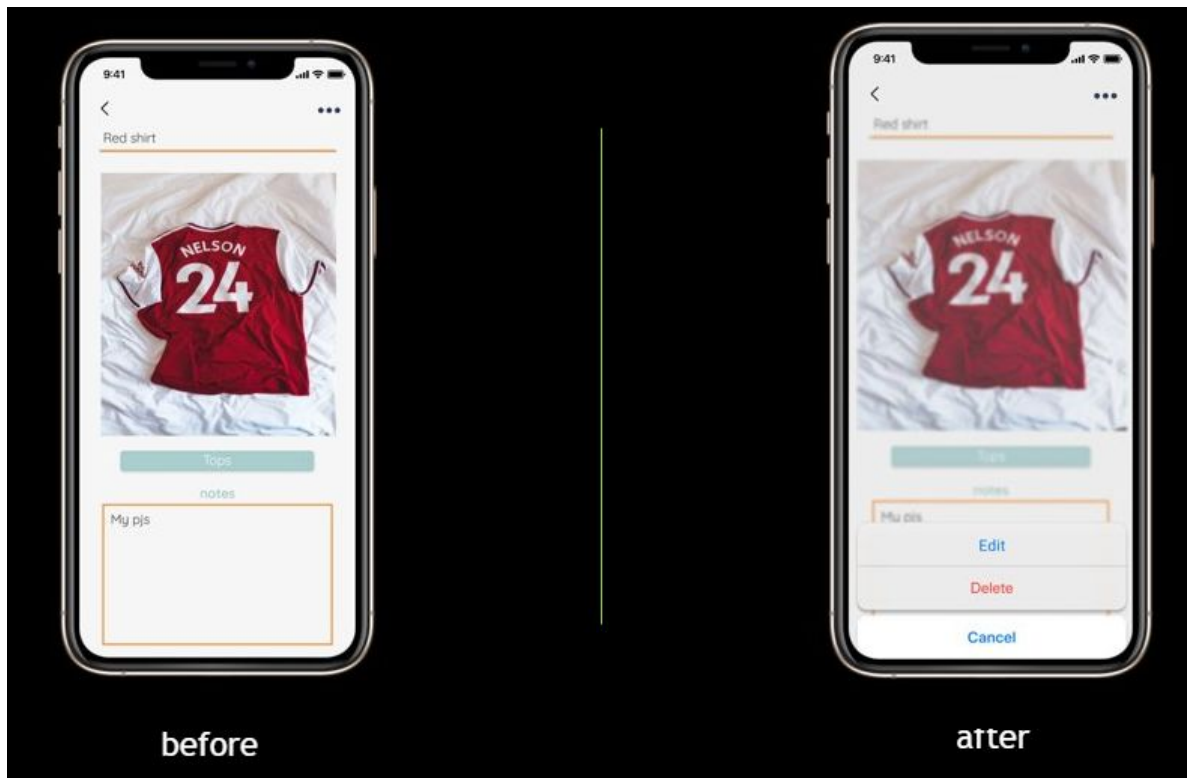 9:41
Red shirt
NELSON
24
Tops
notes
My pjs
before
9:41
Red shirt
NELSON
24
Tops
notes
My pjs
Edit
Delete
Cancel
after